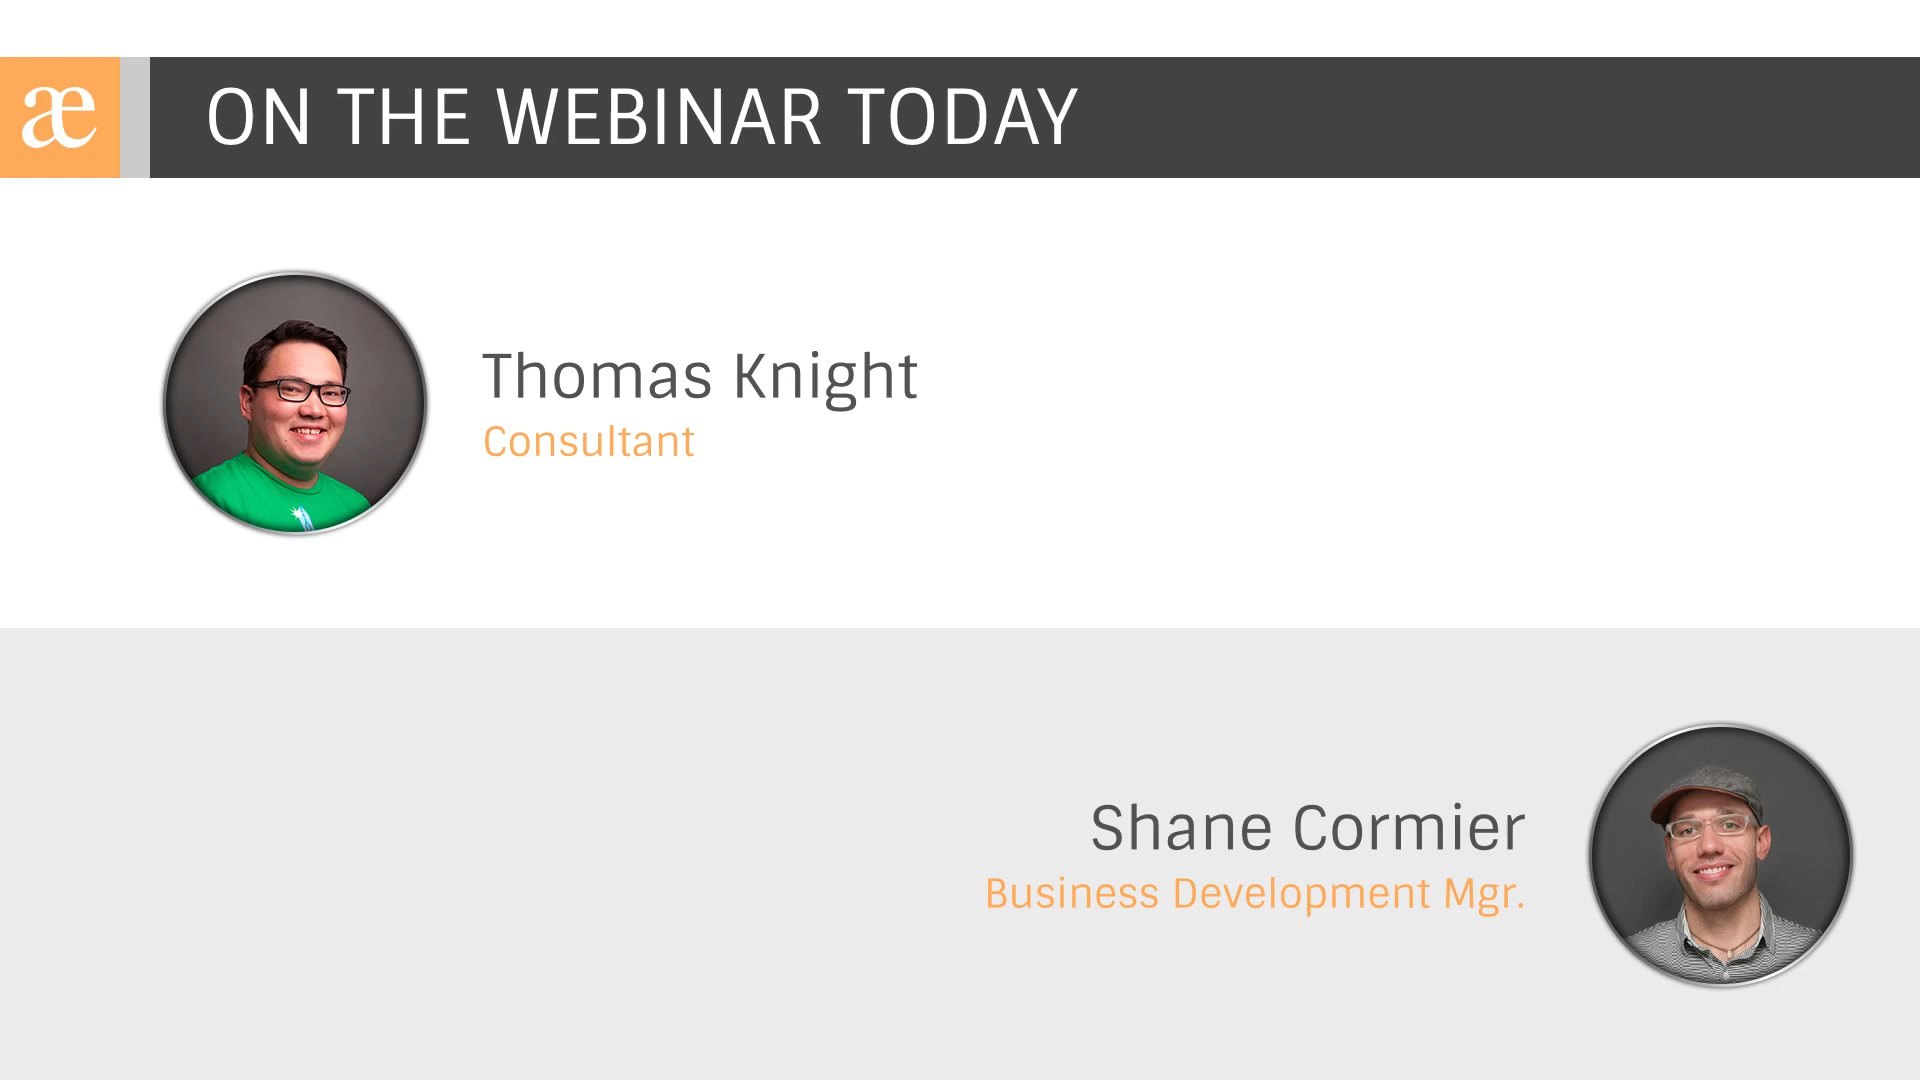 æ
ON THE WEBINAR TODAY
Thomas Knight
Consultant
Shane Cormier
Business Development Mgr.